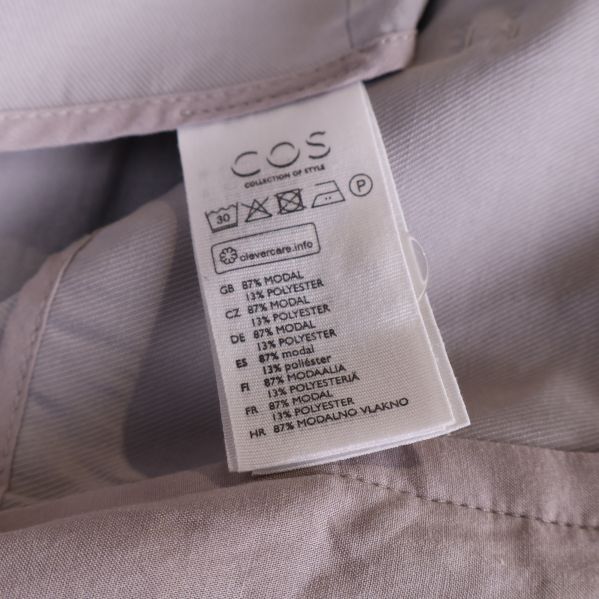 COS
COLLECTION OF STYLE
30
P
clevercare.info
GB 87% MODAL
13% POLYESTER
CZ 87% MODAL
13% POLYESTER
DE 87% MODAL
13% POLYESTER
ES 87% modal
13% poliéster
FI 87% MODAALIA
13% POLYESTERIÄ
FR 87% MODAL
13% POLYESTER
HR 87% MODALNO VLAKNO